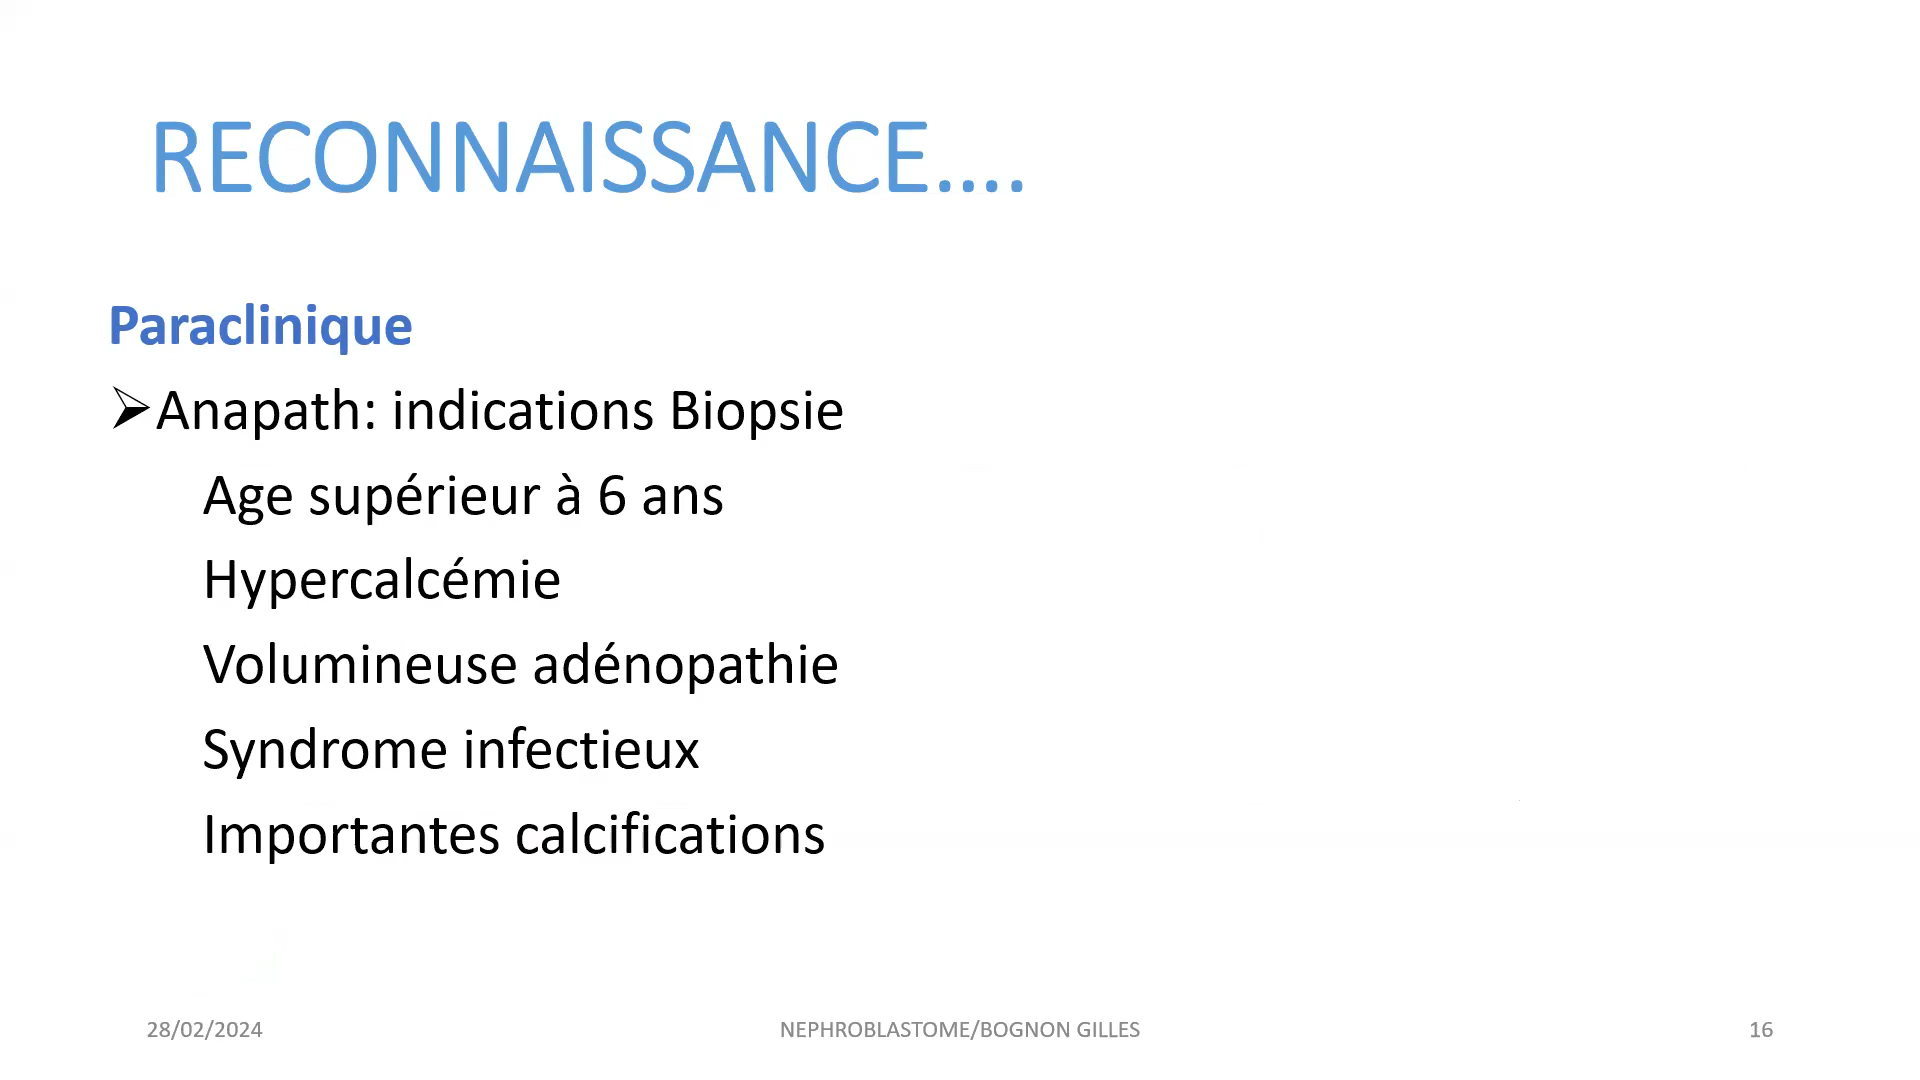 RECONNAISSANCE....
Paraclinique
➢Anapath: indications Biopsie
Age supérieur à 6 ans
Hypercalcémie
Volumineuse adénopathie
Syndrome infectieux
Importantes calcifications
28/02/2024
NEPHROBLASTOME/BOGNON GILLES
16